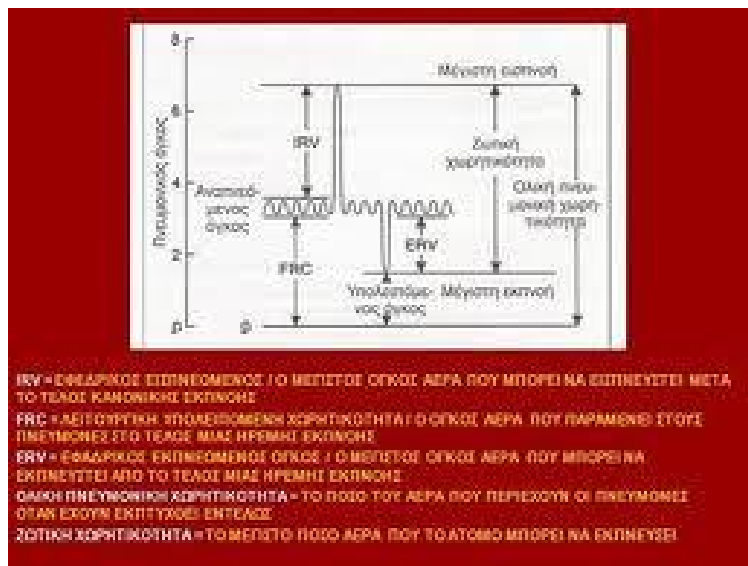 8
Μέγιστη εισπνοή
6
IRV
Ζωτική
χωρητικότητα
Πνευμονικός όγκος
4
Αναπνεό-
μενος
όγκος
Ολική πνευ-
μονική χωρη-
τικότητα
ERV
2
FRC
Υπολειπόμε-
νος όγκος
Μέγιστη εκπνοή
0
0
IRV = ΕΦΕΔΡΙΚΟΣ ΕΙΣΠΝΕΟΜΕΝΟΣ / Ο ΜΕΓΙΣΤΟΣ ΟΓΚΟΣ ΑΕΡΑ ΠΟΥ ΜΠΟΡΕΙ ΝΑ ΕΙΣΠΝΕΥΣΤΕΙ ΜΕΤΑ
ΤΟ ΤΕΛΟΣ ΚΑΝΟΝΙΚΗΣ ΕΚΠΝΟΗΣ
FRC = ΛΕΙΤΟΥΡΓΙΚΗ ΥΠΟΛΕΙΠΟΜΕΝΗ ΧΩΡΗΤΙΚΟΤΗΤΑ / Ο ΟΓΚΟΣ ΑΕΡΑ ΠΟΥ ΠΑΡΑΜΕΝΕΙ ΣΤΟΥΣ
ΠΝΕΥΜΟΝΕΣ ΣΤΟ ΤΕΛΟΣ ΜΙΑΣ ΗΡΕΜΗΣ ΕΚΠΝΟΗΣ
ERV = ΕΦΑΔΡΙΚΟΣ ΕΚΠΝΕΟΜΕΝΟΣ ΟΓΚΟΣ / Ο ΜΕΓΙΣΤΟΣ ΟΓΚΟΣ ΑΕΡΑ ΠΟΥ ΜΠΟΡΕΙ ΝΑ
ΕΚΠΝΕΥΣΤΕΙ ΑΠΟ ΤΟ ΤΕΛΟΣ ΜΙΑΣ ΗΡΕΜΗΣ ΕΚΠΝΟΗΣ
ΟΛΙΚΗ ΠΝΕΥΜΟΝΙΚΗ ΧΩΡΗΤΙΚΟΤΗΤΑ = ΤΟ ΠΟΣΟ ΤΟΥ ΑΕΡΑ ΠΟΥ ΠΕΡΙΕΧΟΥΝ ΟΙ ΠΝΕΥΜΟΝΕΣ
ΟΤΑΝ ΕΧΟΥΝ ΕΚΠΤΥΧΘΕΙ ΕΝΤΕΛΩΣ
ΖΩΤΙΚΗ ΧΩΡΗΤΙΚΟΤΗΤΑ = ΤΟ ΜΕΓΙΣΤΟ ΠΟΣΟ ΑΕΡΑ ΠΟΥ ΤΟ ΑΤΟΜΟ ΜΠΟΡΕΙ ΝΑ ΕΚΠΝΕΥΣΕΙ